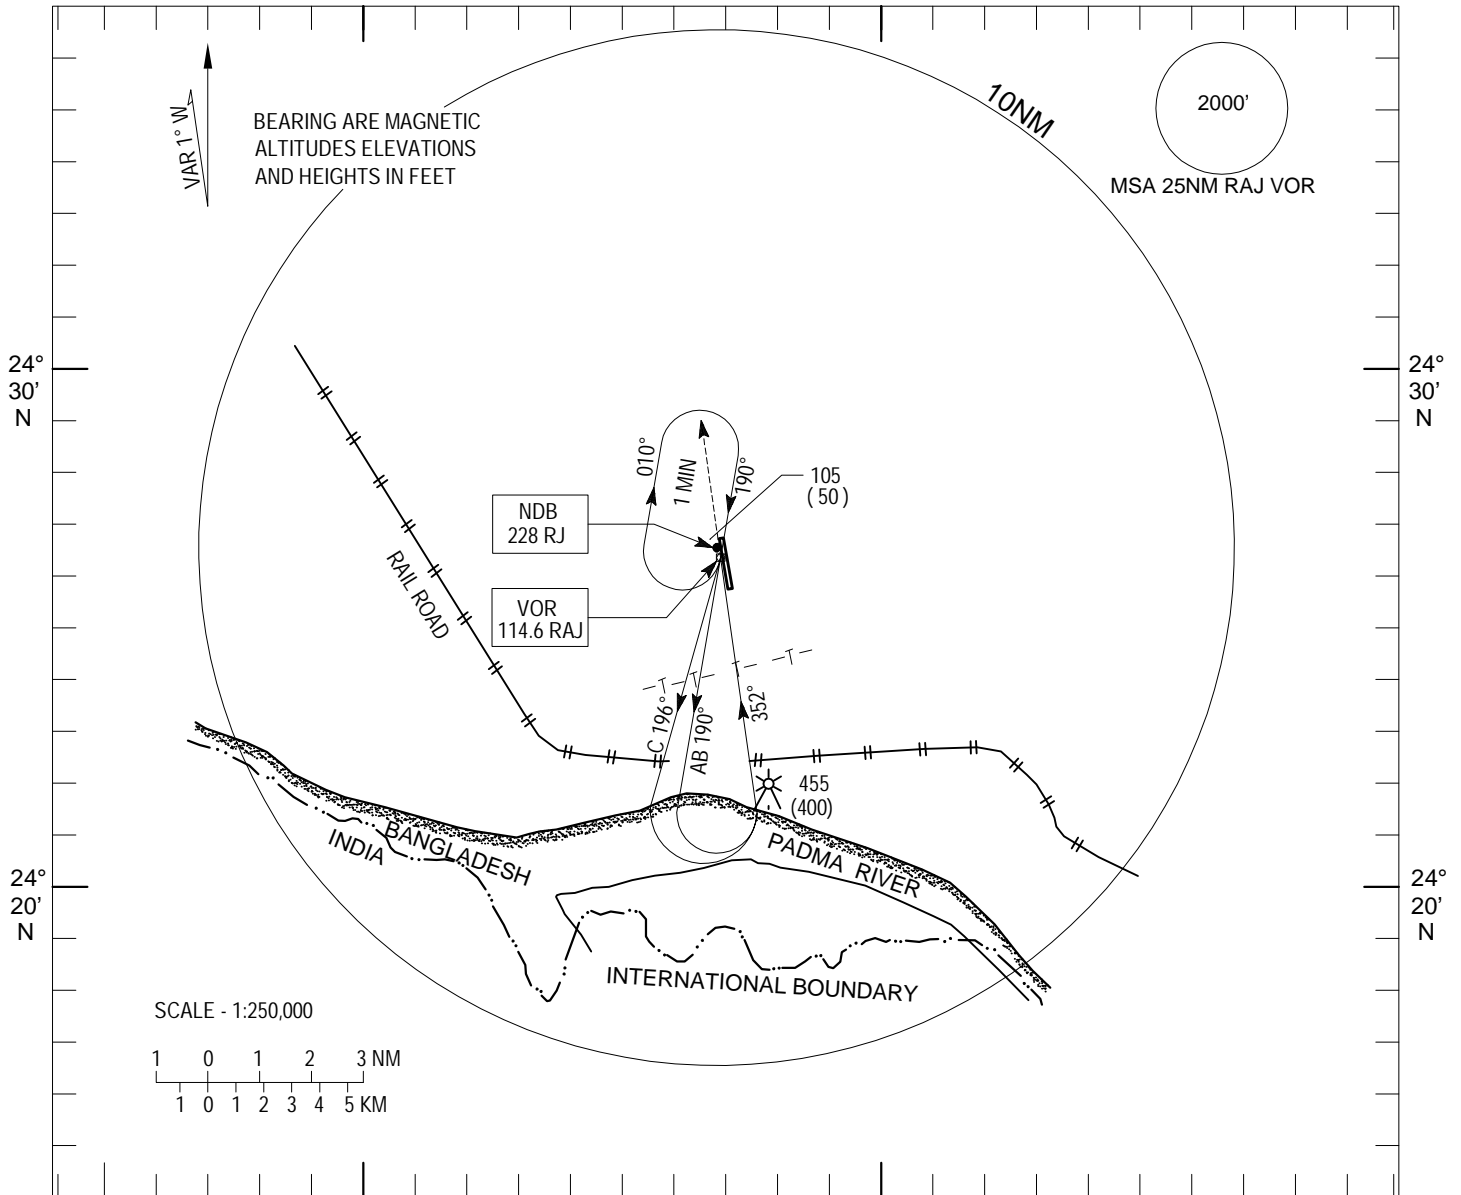 10NM
2000'
MSA 25NM RAJ VOR
VAR 1° W
BEARING ARE MAGNETIC
ALTITUDES ELEVATIONS
AND HEIGHTS IN FEET
24°
30'
N
24°
30'
N
010°
1 MIN
190°
105
( 50 )
NDB
228 RJ
VOR
114.6 RAJ
RAIL ROAD
C 196°
AB 190°
352°
455
(400)
BANGLADESH
INDIA
PADMA RIVER
24°
20'
N
24°
20'
N
INTERNATIONAL BOUNDARY
SCALE - 1:250,000
1 0 1 2 3 NM
1 0 1 2 3 4 5 KM